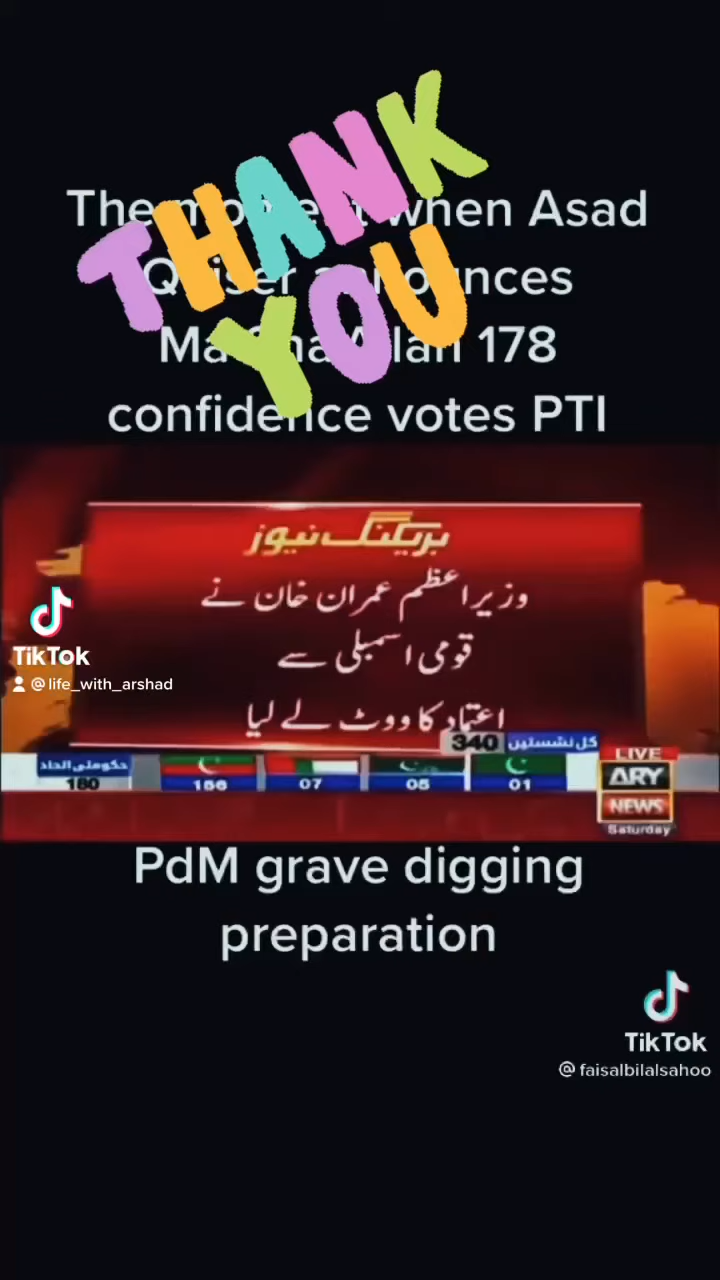 THANK
YOU
The moment when Asad
Qaiser announces
MaShaAllah 178
confidence votes PTI
بریکنگ نیوز
وزیراعظم عمران خان نے
قومی اسمبلی سے
اعتماد کا ووٹ لے لیا
TikTok
@life_with_arshad
کل نشستیں 340
حکومتی اتحاد
180
156
07
05
01
LIVE
ARY
NEWS
Saturday
PdM grave digging
preparation
TikTok
@faisalbilalsahoo